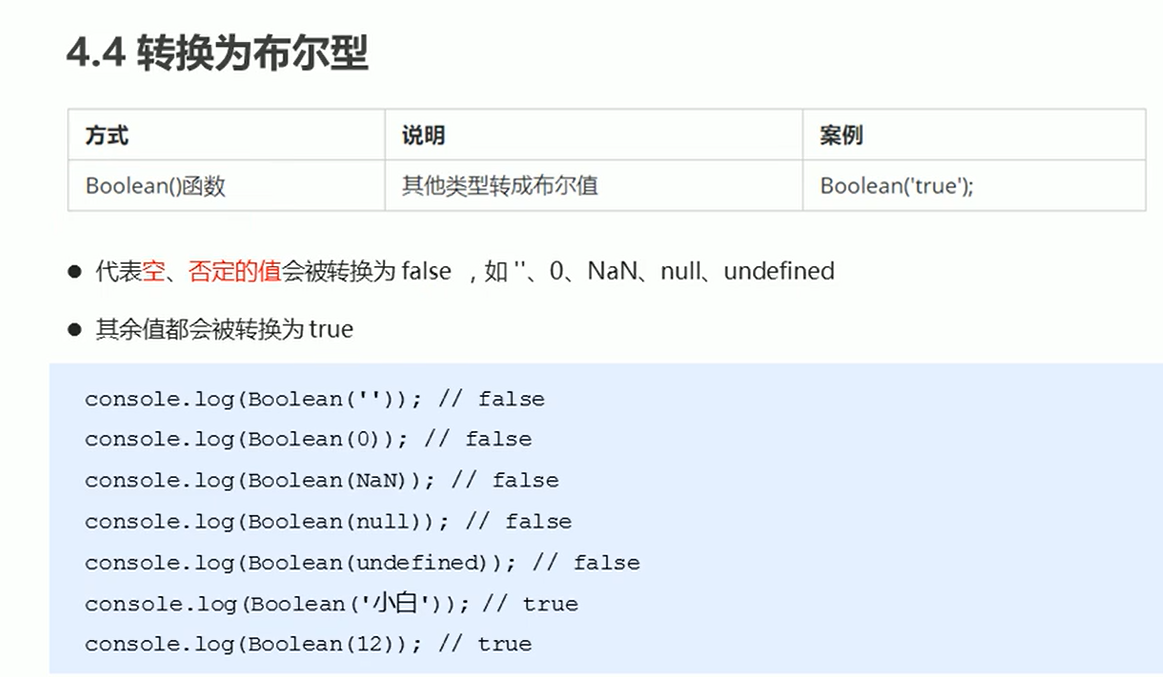 4.4 转换为布尔型
方式 说明 案例
Boolean()函数 其他类型转成布尔值 Boolean('true');
● 代表空、否定的值会被转换为 false ，如 ''、0、NaN、null、undefined
● 其余值都会被转换为 true
console.log(Boolean('')); // false
console.log(Boolean(0)); // false
console.log(Boolean(NaN)); // false
console.log(Boolean(null)); // false
console.log(Boolean(undefined)); // false
console.log(Boolean('小白')); // true
console.log(Boolean(12)); // true